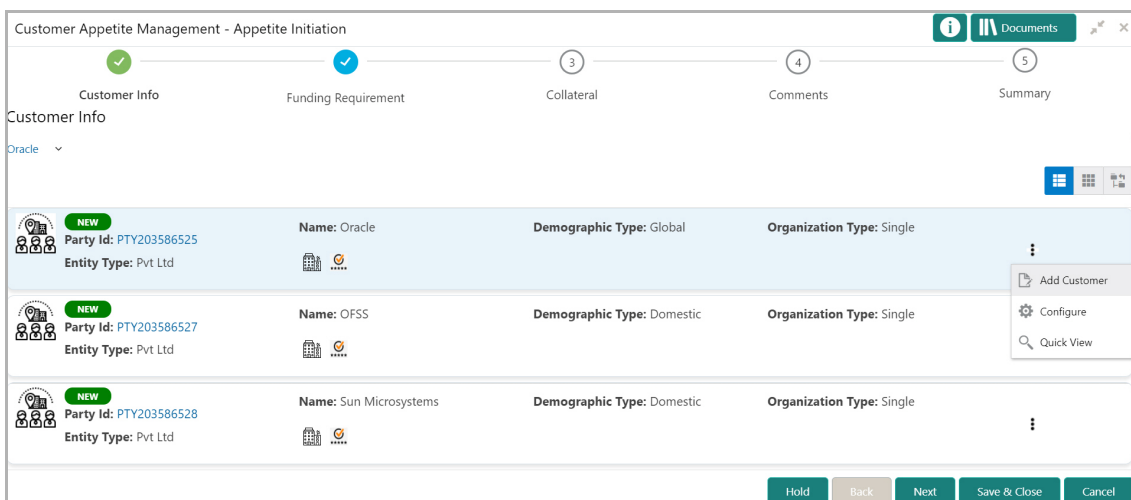 Customer Appetite Management - Appetite Initiation
i
Documents
3
4
5
Customer Info
Funding Requirement
Collateral
Comments
Summary
Customer Info
Oracle
NEW
Party Id: PTY203586525
Entity Type: Pvt Ltd
Name: Oracle
Demographic Type: Global
Organization Type: Single
Add Customer
Configure
Quick View
NEW
Party Id: PTY203586527
Entity Type: Pvt Ltd
Name: OFSS
Demographic Type: Domestic
Organization Type: Single
NEW
Party Id: PTY203586528
Entity Type: Pvt Ltd
Name: Sun Microsystems
Demographic Type: Domestic
Organization Type: Single
Hold
Back
Next
Save & Close
Cancel